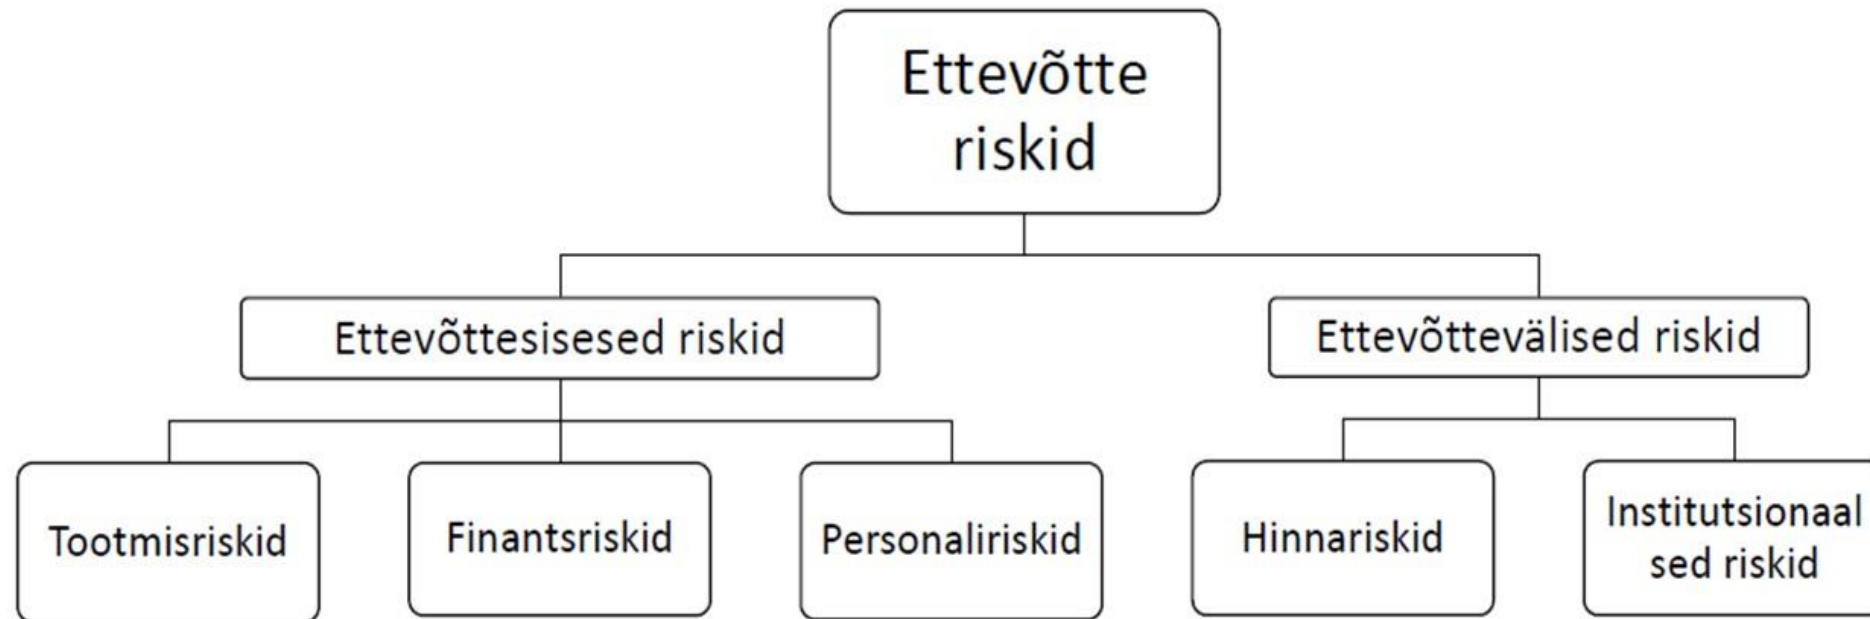 Ettevõtte
riskid
Ettevõttesisesed riskid
Ettevõttevälised riskid
Tootmisriskid
Finantsriskid
Personaliriskid
Hinnariskid
Institutsionaal
sed riskid